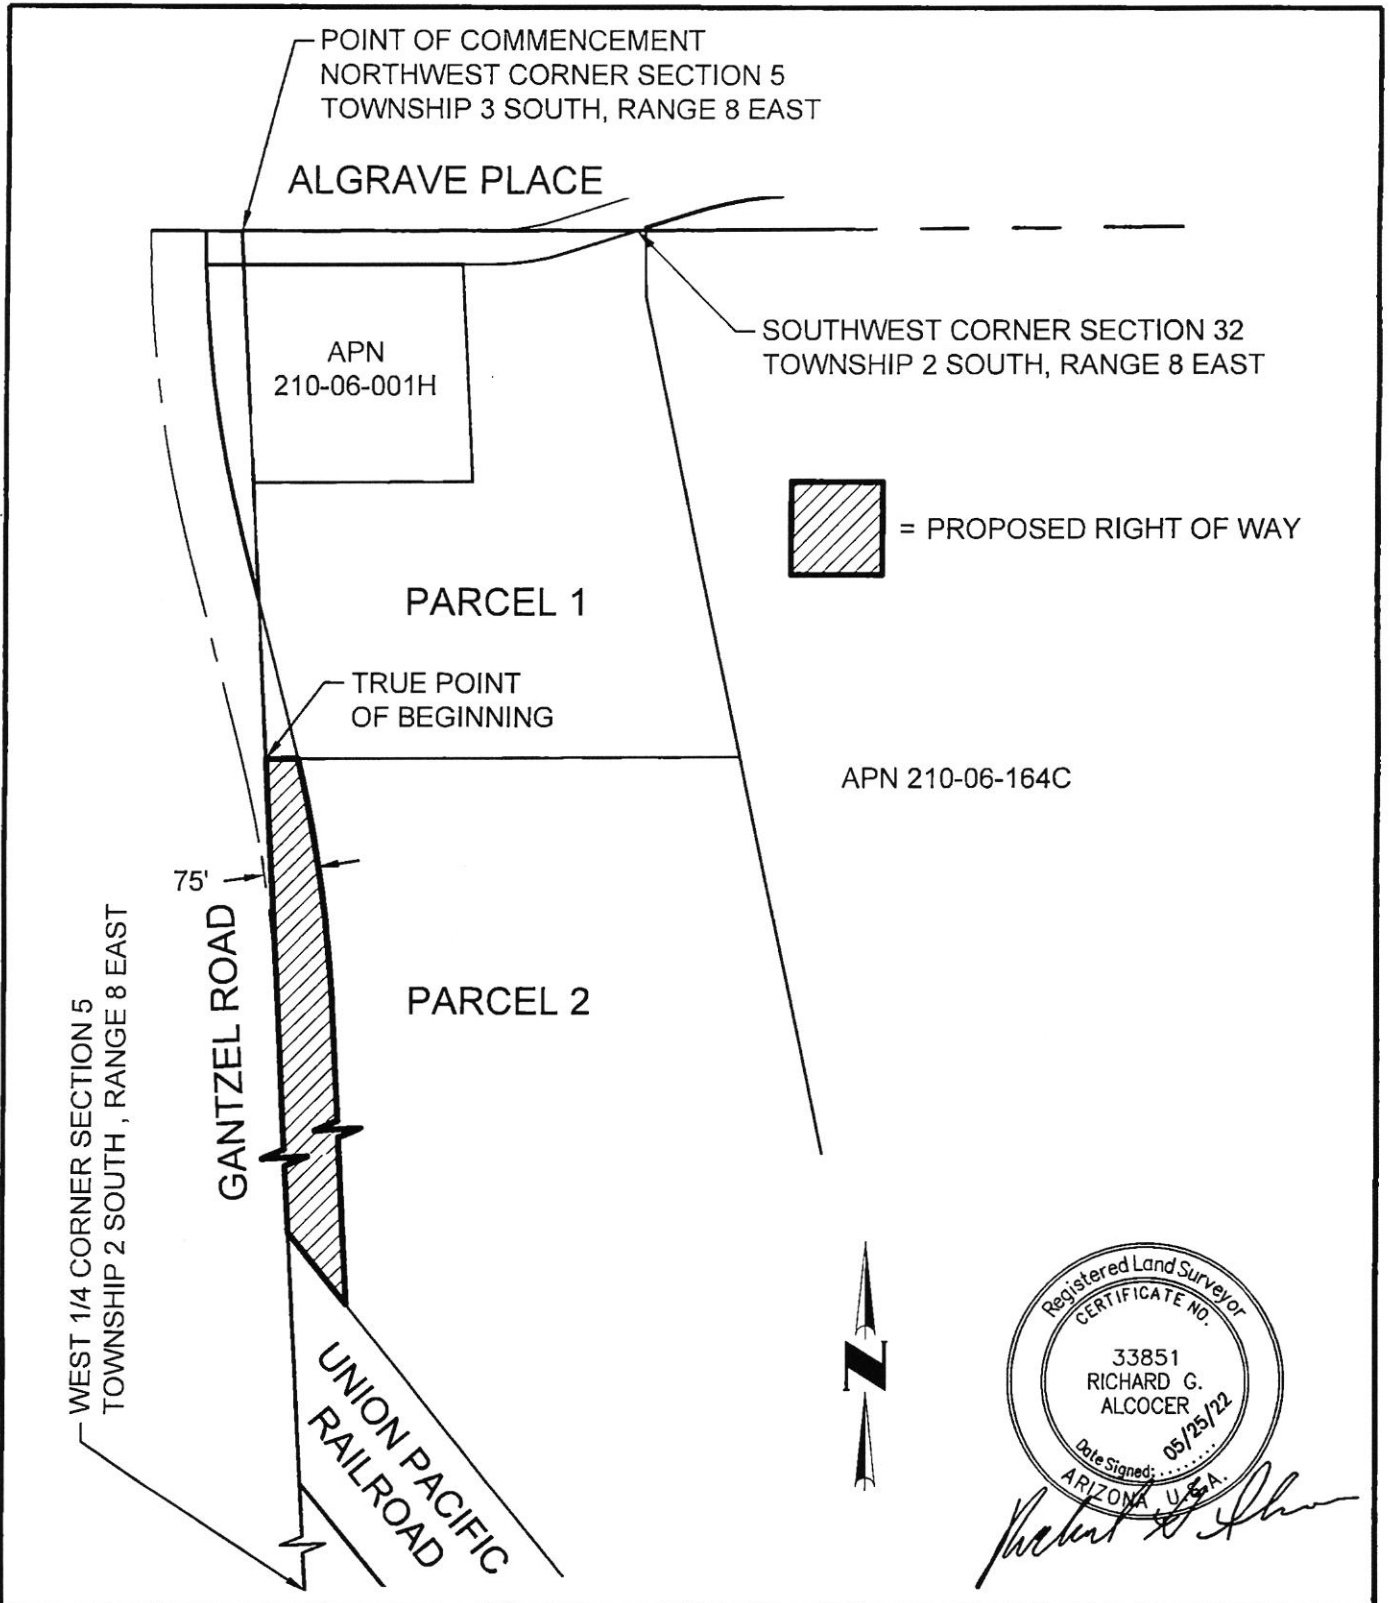 POINT OF COMMENCEMENT
NORTHWEST CORNER SECTION 5
TOWNSHIP 3 SOUTH, RANGE 8 EAST
ALGRAVE PLACE
SOUTHWEST CORNER SECTION 32
TOWNSHIP 2 SOUTH, RANGE 8 EAST
APN
210-06-001H
= PROPOSED RIGHT OF WAY
PARCEL 1
TRUE POINT
OF BEGINNING
APN 210-06-164C
75'
GANTZEL ROAD
PARCEL 2
WEST 1/4 CORNER SECTION 5
TOWNSHIP 2 SOUTH , RANGE 8 EAST
UNION PACIFIC
RAILROAD
N
Registered Land Surveyor
CERTIFICATE NO.
33851
RICHARD G.
ALCOCER
Date Signed: 05/25/22
ARIZONA U.S.A.